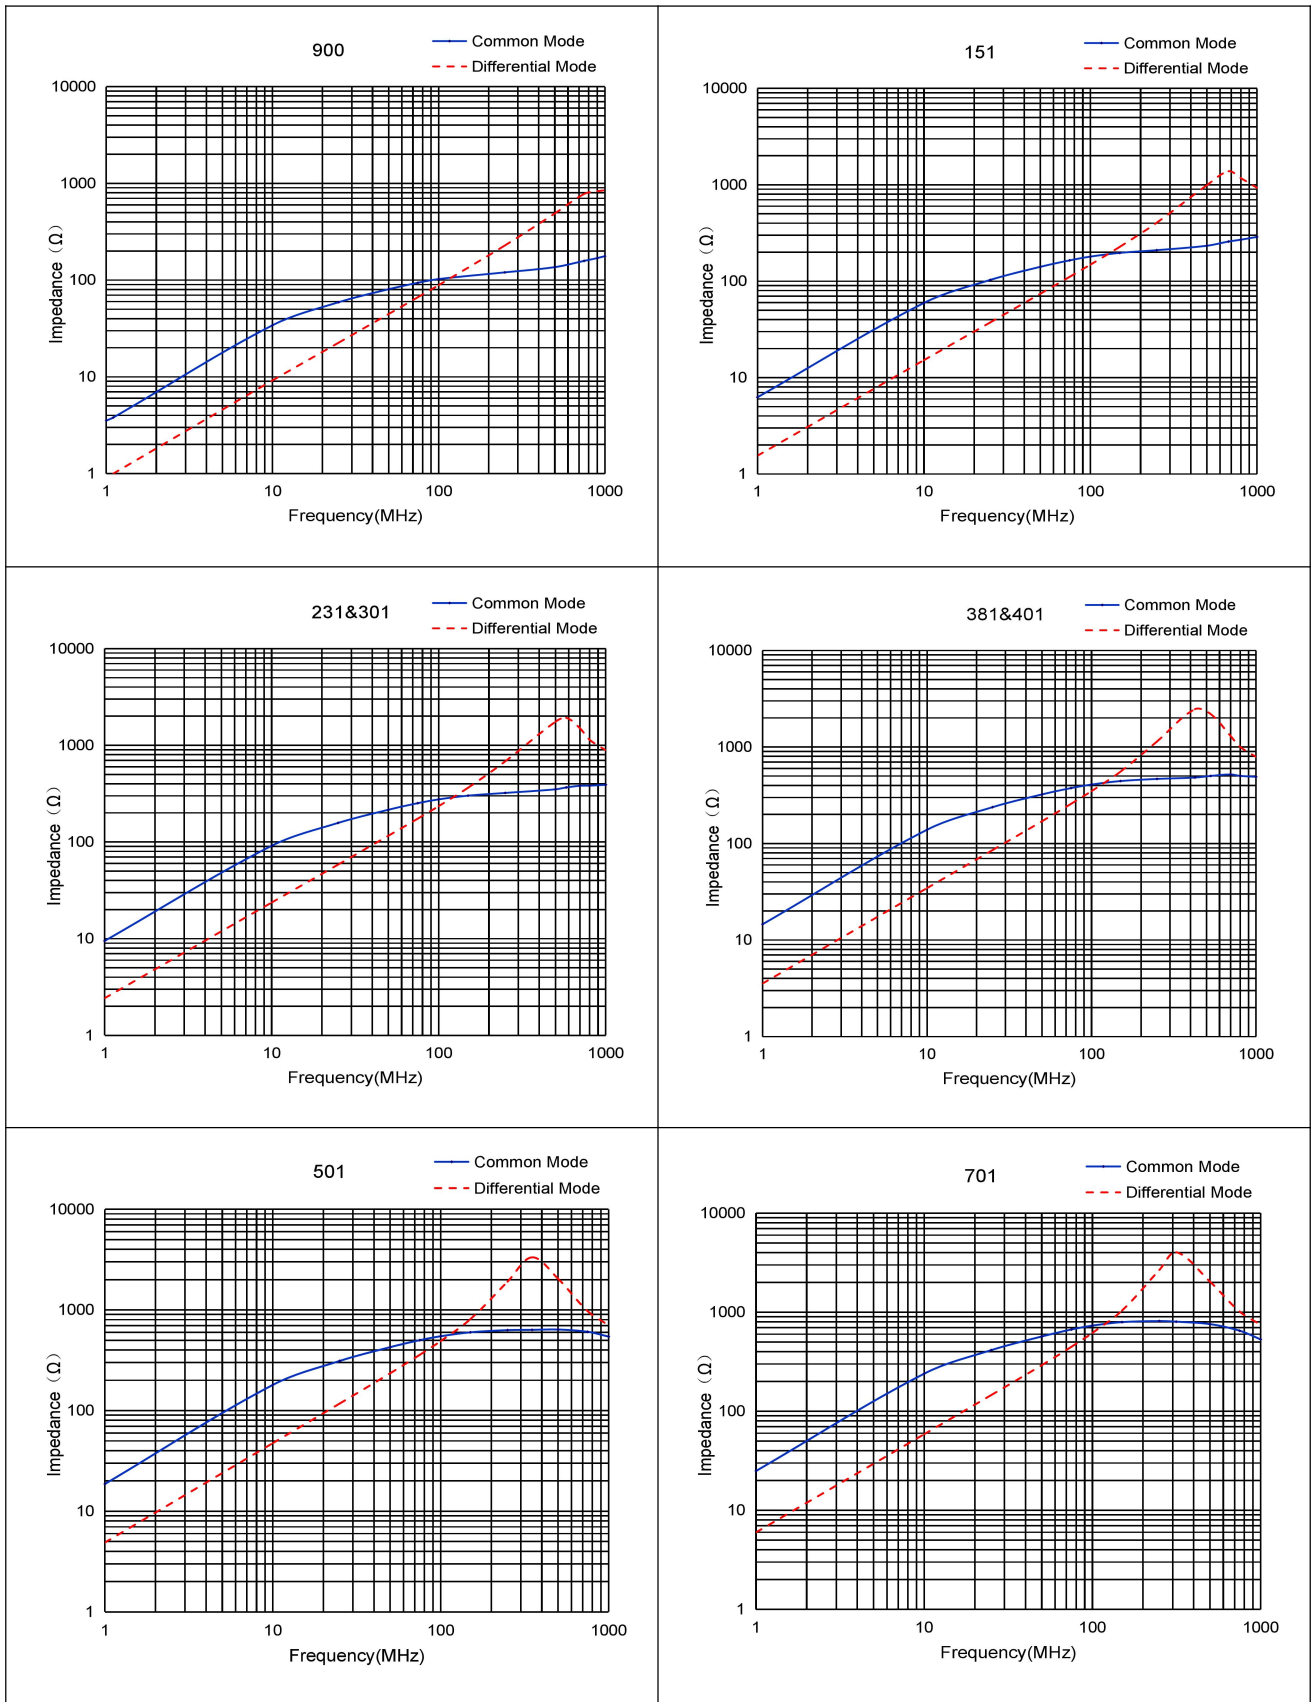 900
Common Mode
Differential Mode
10000
1000
100
10
1
1 10 100 1000
Impedance（Ω）
Frequency(MHz)
151
Common Mode
Differential Mode
10000
1000
100
10
1
1 10 100 1000
Impedance（Ω）
Frequency(MHz)
231&301
Common Mode
Differential Mode
10000
1000
100
10
1
1 10 100 1000
Impedance（Ω）
Frequency(MHz)
381&401
Common Mode
Differential Mode
10000
1000
100
10
1
1 10 100 1000
Impedance（Ω）
Frequency(MHz)
501
Common Mode
Differential Mode
10000
1000
100
10
1
1 10 100 1000
Impedance（Ω）
Frequency(MHz)
701
Common Mode
Differential Mode
10000
1000
100
10
1
1 10 100 1000
Impedance（Ω）
Frequency(MHz)